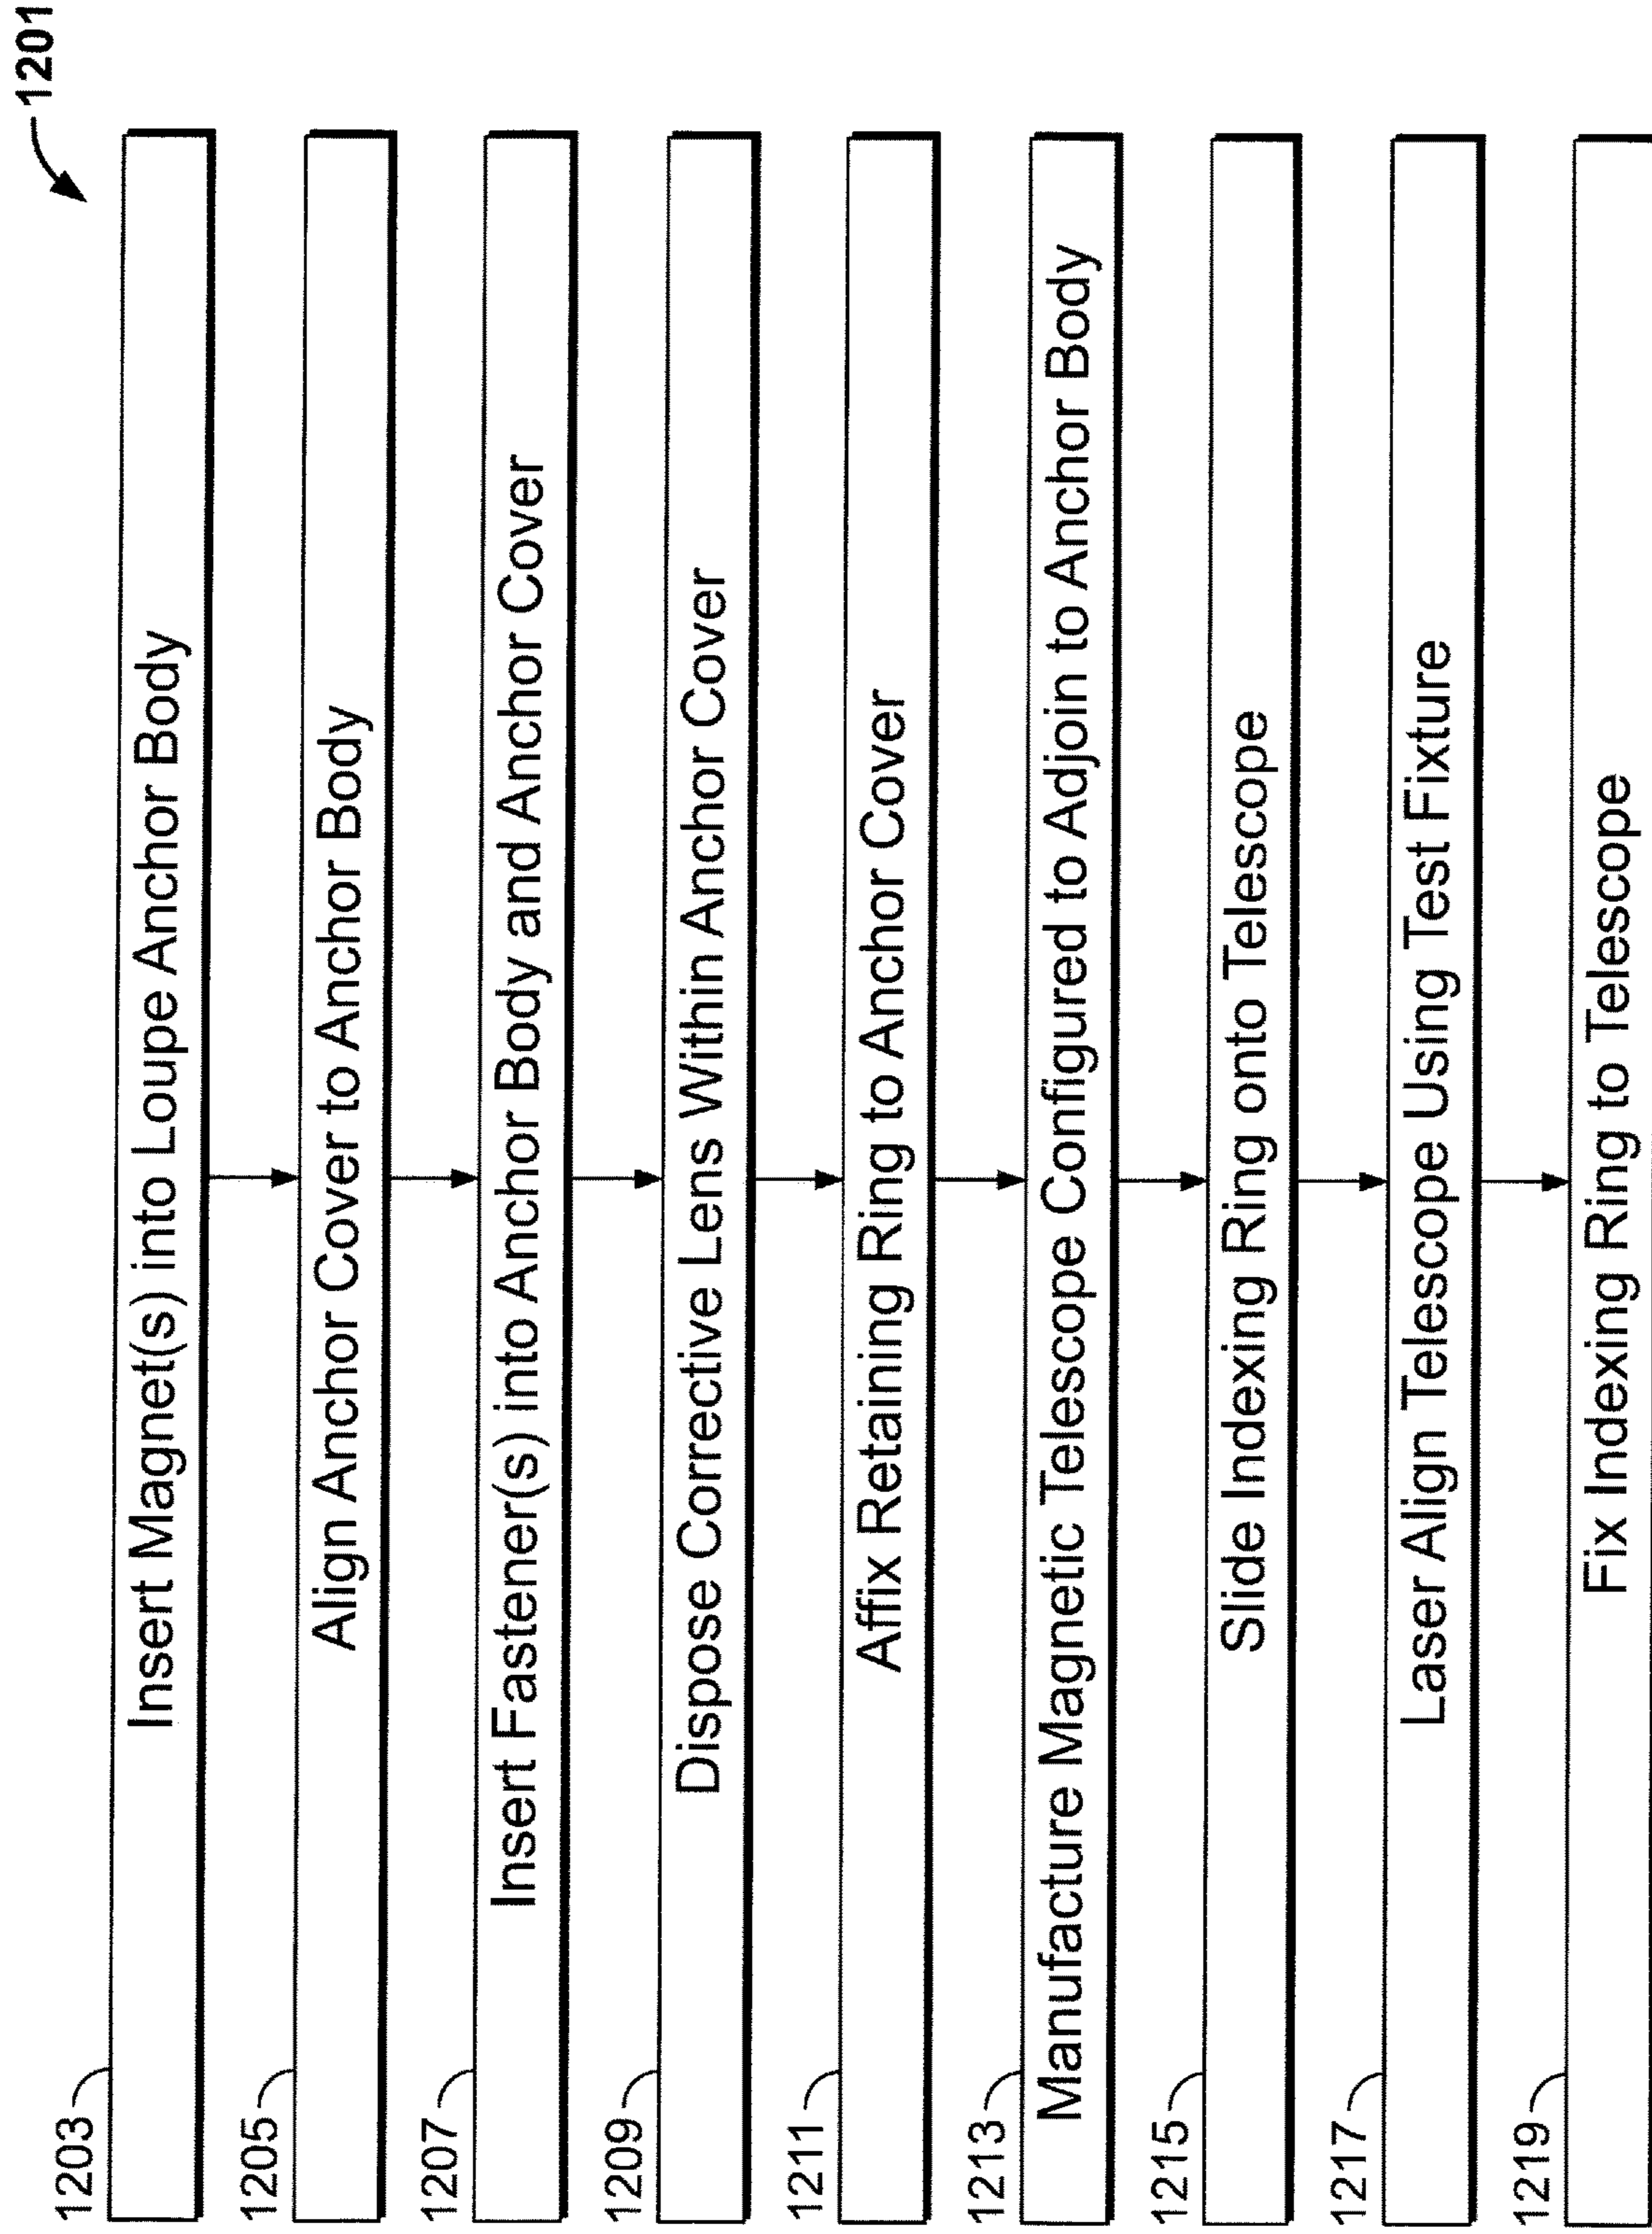 1201
1203
Insert Magnet(s) into Loupe Anchor Body
1205
Align Anchor Cover to Anchor Body
1207
Insert Fastener(s) into Anchor Body and Anchor Cover
1209
Dispose Corrective Lens Within Anchor Cover
1211
Affix Retaining Ring to Anchor Cover
1213
Manufacture Magnetic Telescope Configured to Adjoin to Anchor Body
1215
Slide Indexing Ring onto Telescope
1217
Laser Align Telescope Using Test Fixture
1219
Fix Indexing Ring to Telescope